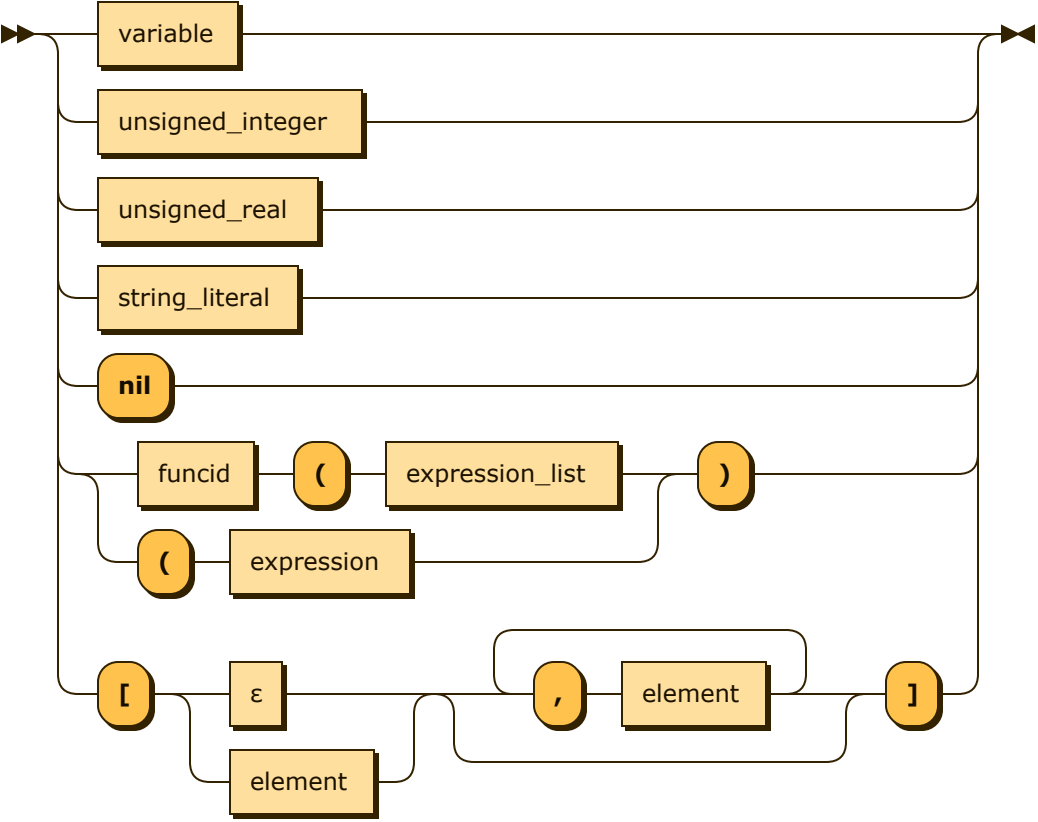 variable
unsigned_integer
unsigned_real
string_literal
nil
funcid ( expression_list )
( expression
[ ε , element ]
element